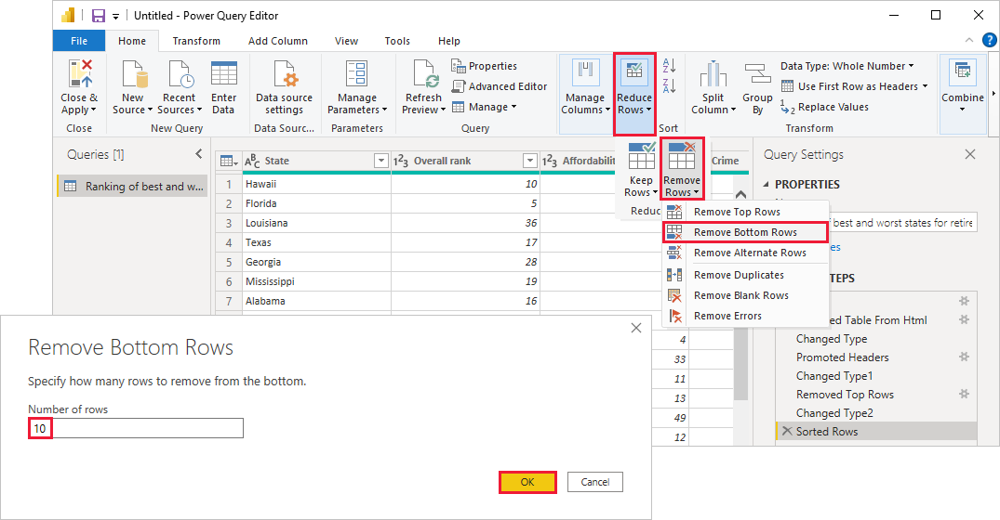 Untitled - Power Query Editor
File Home Transform Add Column View Tools Help
Close & Apply
New Source
Recent Sources
Enter Data
Data source settings
Manage Parameters
Refresh Preview
Properties
Advanced Editor
Manage
Manage Columns
Reduce Rows
Split Column
Group By
Data Type: Whole Number
Use First Row as Headers
Replace Values
Combine
Close New Query Data Sourc... Parameters Query Sort Transform
Queries [1]
Ranking of best and w...
State Overall rank Affordabilit Crime
1 Hawaii 10
2 Florida 5
3 Louisiana 36
4 Texas 17
5 Georgia 28
6 Mississippi 19
7 Alabama 16
4
33
11
13
49
12
Keep Rows
Remove Rows
Reduc
Remove Top Rows
Remove Bottom Rows
Remove Alternate Rows
Remove Duplicates
Remove Blank Rows
Remove Errors
Query Settings
PROPERTIES
best and worst states for retire
es
TEPS
d Table From Html
Changed Type
Promoted Headers
Changed Type1
Removed Top Rows
Changed Type2
Sorted Rows
Remove Bottom Rows
Specify how many rows to remove from the bottom.
Number of rows
10
OK Cancel